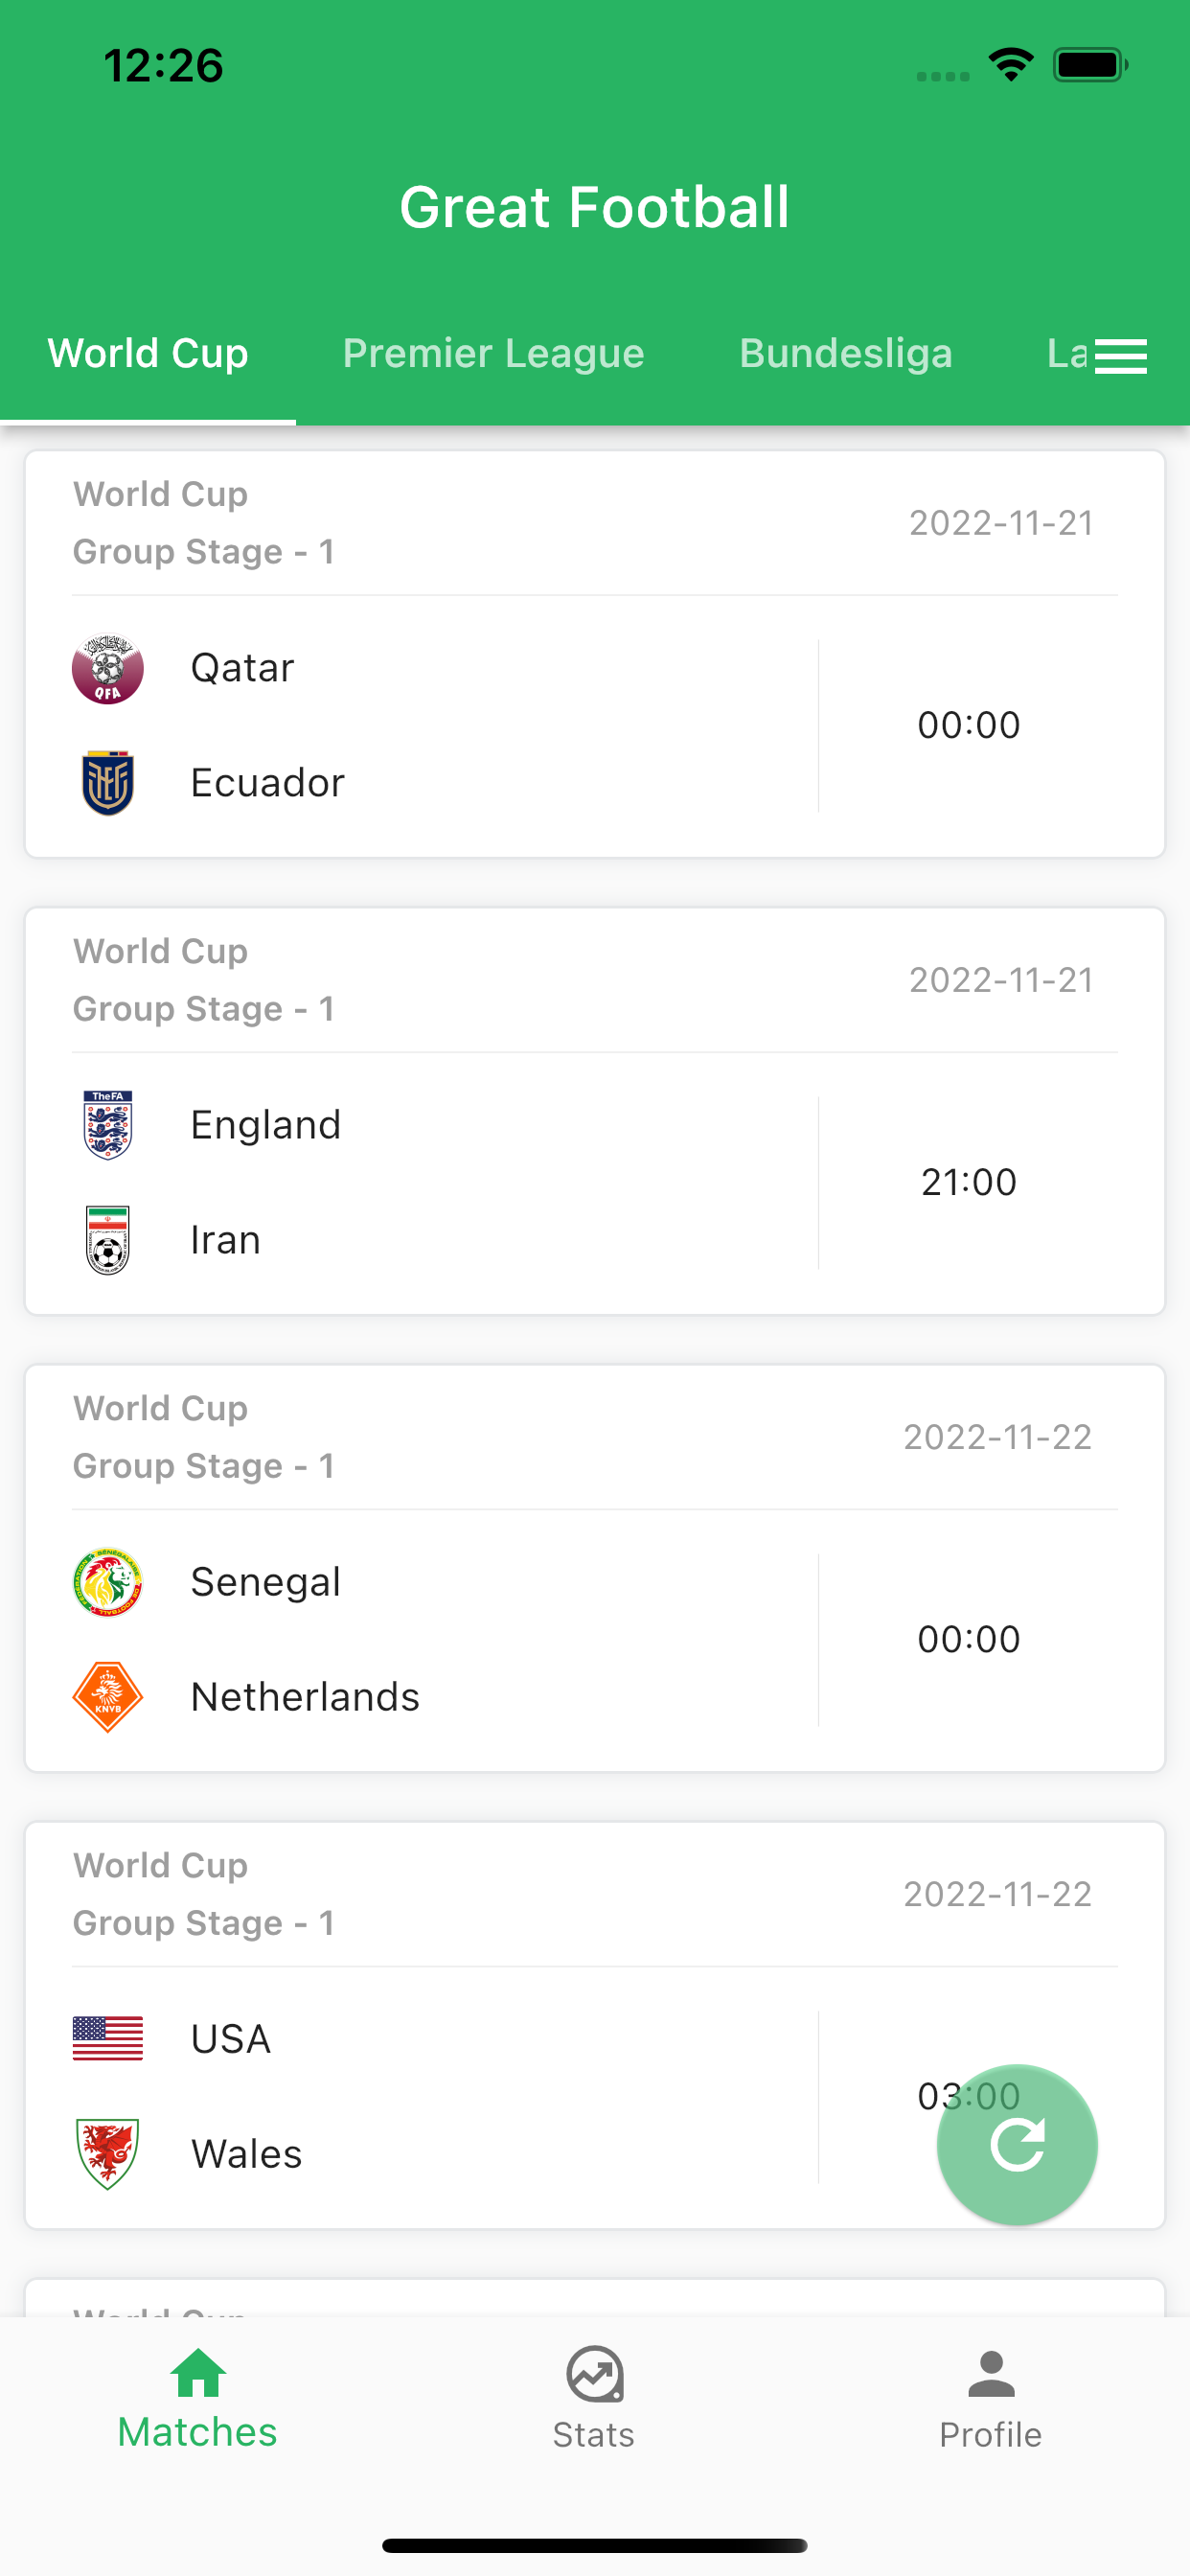 12:26
Great Football
World Cup Premier League Bundesliga La
World Cup
Group Stage - 1
2022-11-21
QFA
Qatar
Ecuador
00:00
World Cup
Group Stage - 1
2022-11-21
TheFA
England
Iran
21:00
World Cup
Group Stage - 1
2022-11-22
Senegal
KNVB
Netherlands
00:00
World Cup
Group Stage - 1
2022-11-22
USA
Wales
03:00
World Cup
Matches Stats Profile